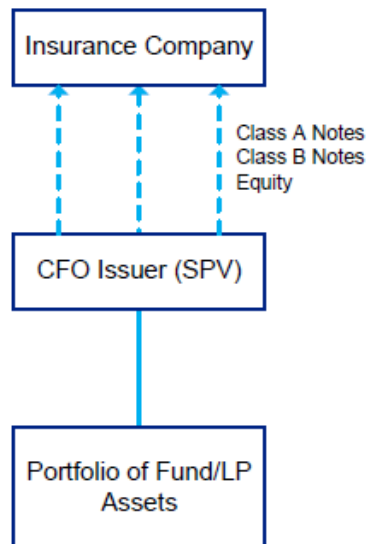 Insurance Company
Class A Notes
Class B Notes
Equity
CFO Issuer (SPV)
Portfolio of Fund/LP
Assets